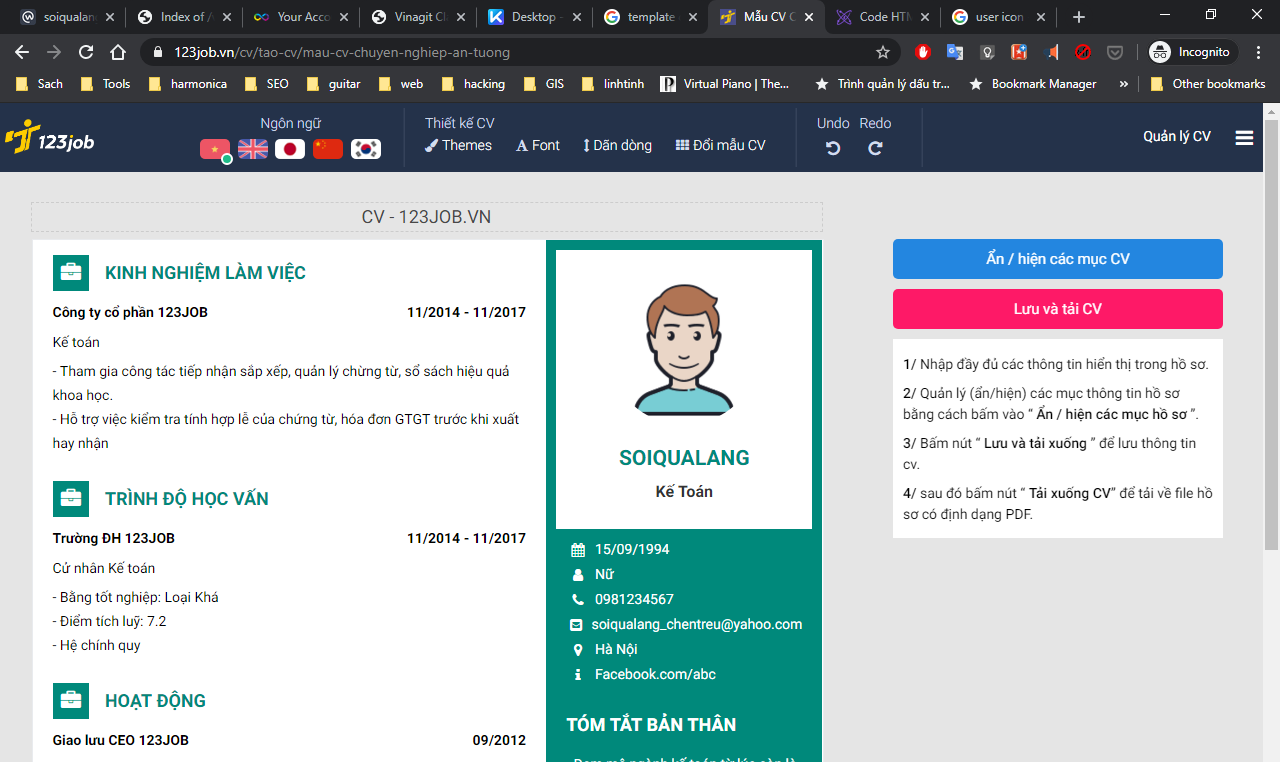 soiqualan
Index of /
Your Acco
Vinagit Cl
Desktop -
template
Mẫu CV C
Code HTM
user icon
123job.vn/cv/tao-cv/mau-cv-chuyen-nghiep-an-tuong
Incognito
Sach
Tools
harmonica
SEO
guitar
web
hacking
GIS
linhtinh
Virtual Piano | The...
Trình quản lý dấu tr...
Bookmark Manager
»
Other bookmarks
123job
Ngôn ngữ
Thiết kế CV
Themes
Font
Dãn dòng
Đổi mẫu CV
Undo
Redo
Quản lý CV
CV - 123JOB.VN
KINH NGHIỆM LÀM VIỆC
Công ty cổ phần 123JOB 11/2014 - 11/2017
Kế toán
- Tham gia công tác tiếp nhận sắp xếp, quản lý chừng từ, sổ sách hiệu quả
khoa học.
- Hỗ trợ việc kiểm tra tính hợp lễ của chứng từ, hóa đơn GTGT trước khi xuất
hay nhận
TRÌNH ĐỘ HỌC VẤN
Trường ĐH 123JOB 11/2014 - 11/2017
Cử nhân Kế toán
- Bằng tốt nghiệp: Loại Khá
- Điểm tích luỹ: 7.2
- Hệ chính quy
HOẠT ĐỘNG
Giao lưu CEO 123JOB 09/2012
SOIQUALANG
Kế Toán
15/09/1994
Nữ
0981234567
soiqualang_chentreu@yahoo.com
Hà Nội
Facebook.com/abc
TÓM TẮT BẢN THÂN
Ẩn / hiện các mục CV
Lưu và tải CV
1/ Nhập đầy đủ các thông tin hiển thị trong hồ sơ.
2/ Quản lý (ẩn/hiện) các mục thông tin hồ sơ
bằng cách bấm vào “ Ẩn / hiện các mục hồ sơ ”.
3/ Bấm nút “ Lưu và tải xuống ” để lưu thông tin
cv.
4/ sau đó bấm nút “ Tải xuống CV” để tải về file hồ
sơ có định dạng PDF.